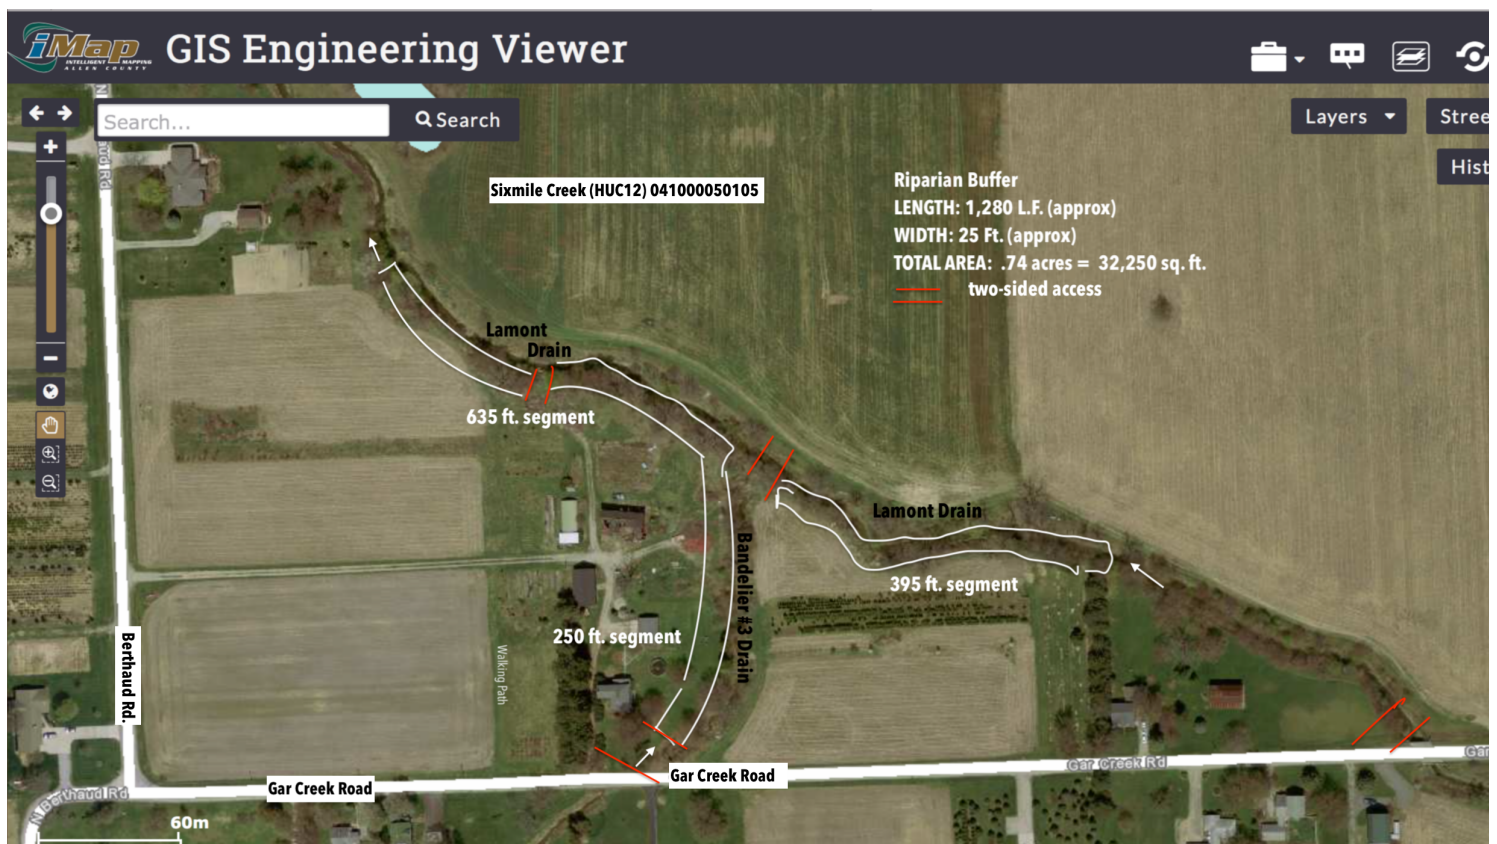 iMap
INTELLIGENT MAPPING
ALLEN COUNTY
GIS Engineering Viewer
Search...
Search
Layers
Stree
Hist
Sixmile Creek (HUC12) 041000050105
Riparian Buffer
LENGTH: 1,280 L.F. (approx)
WIDTH: 25 Ft. (approx)
TOTAL AREA: .74 acres = 32,250 sq. ft.
two-sided access
N
aud Rd
Lamont
Drain
635 ft. segment
Lamont Drain
395 ft. segment
Bandelier #3 Drain
250 ft. segment
Walking Path
Berthaud Rd.
Gar Creek Road
Gar Creek Road
Gar Creek Rd
Gar
N Berthaud Rd
60m